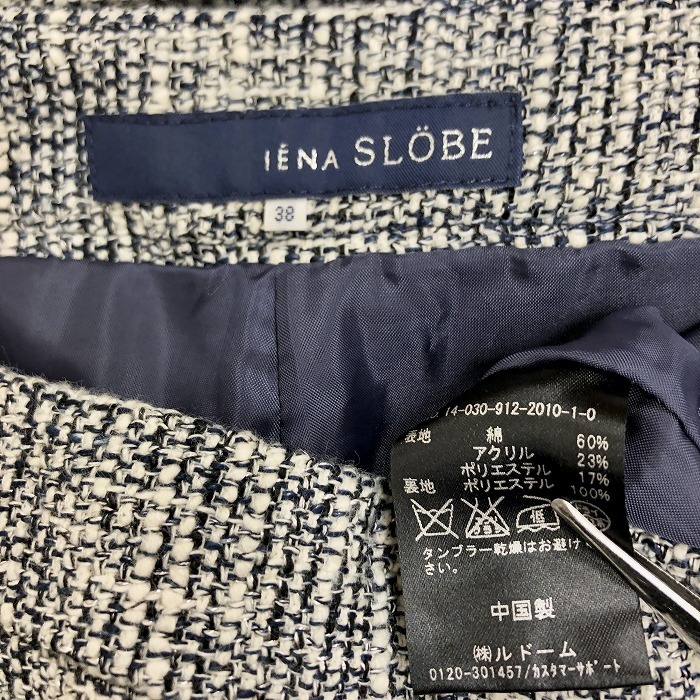 IÉNA SLÖBE
38
14-030-912-2010-1-0
表地 綿 60%
アクリル 23%
ポリエステル 17%
裏地 ポリエステル 100%
低
タンブラー乾燥はお避け
ください。
中国製
㈱ルドーム
0120-301457/カスタマーサポート